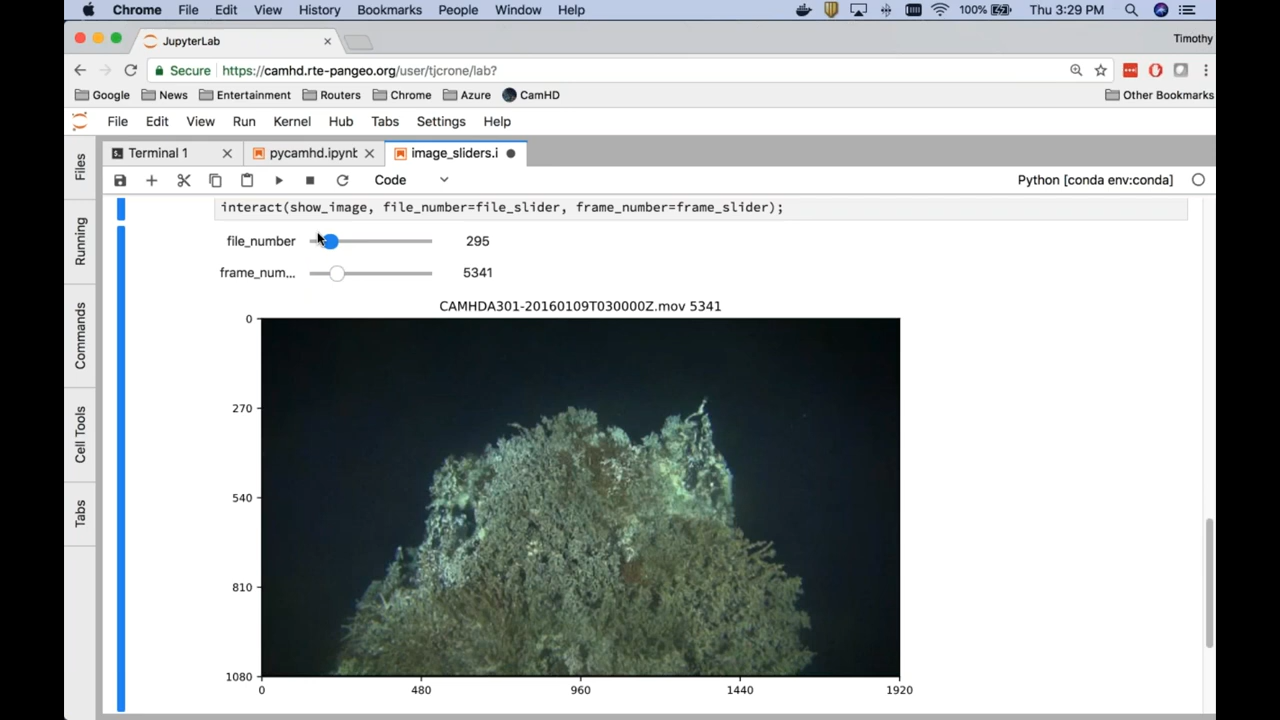 Chrome File Edit View History Bookmarks People Window Help 100% Thu 3:29 PM
JupyterLab Timothy
Secure https://camhd.rte-pangeo.org/user/tjcrone/lab?
Google News Entertainment Routers Chrome Azure CamHD Other Bookmarks
File Edit View Run Kernel Hub Tabs Settings Help
Terminal 1 pycamhd.ipynb image_sliders.i
Code Python [conda env:conda]
Files
Running
Commands
Cell Tools
Tabs
interact(show_image, file_number=file_slider, frame_number=frame_slider);
file_number 295
frame_num... 5341
CAMHDA301-20160109T030000Z.mov 5341
0
270
540
810
1080
0 480 960 1440 1920